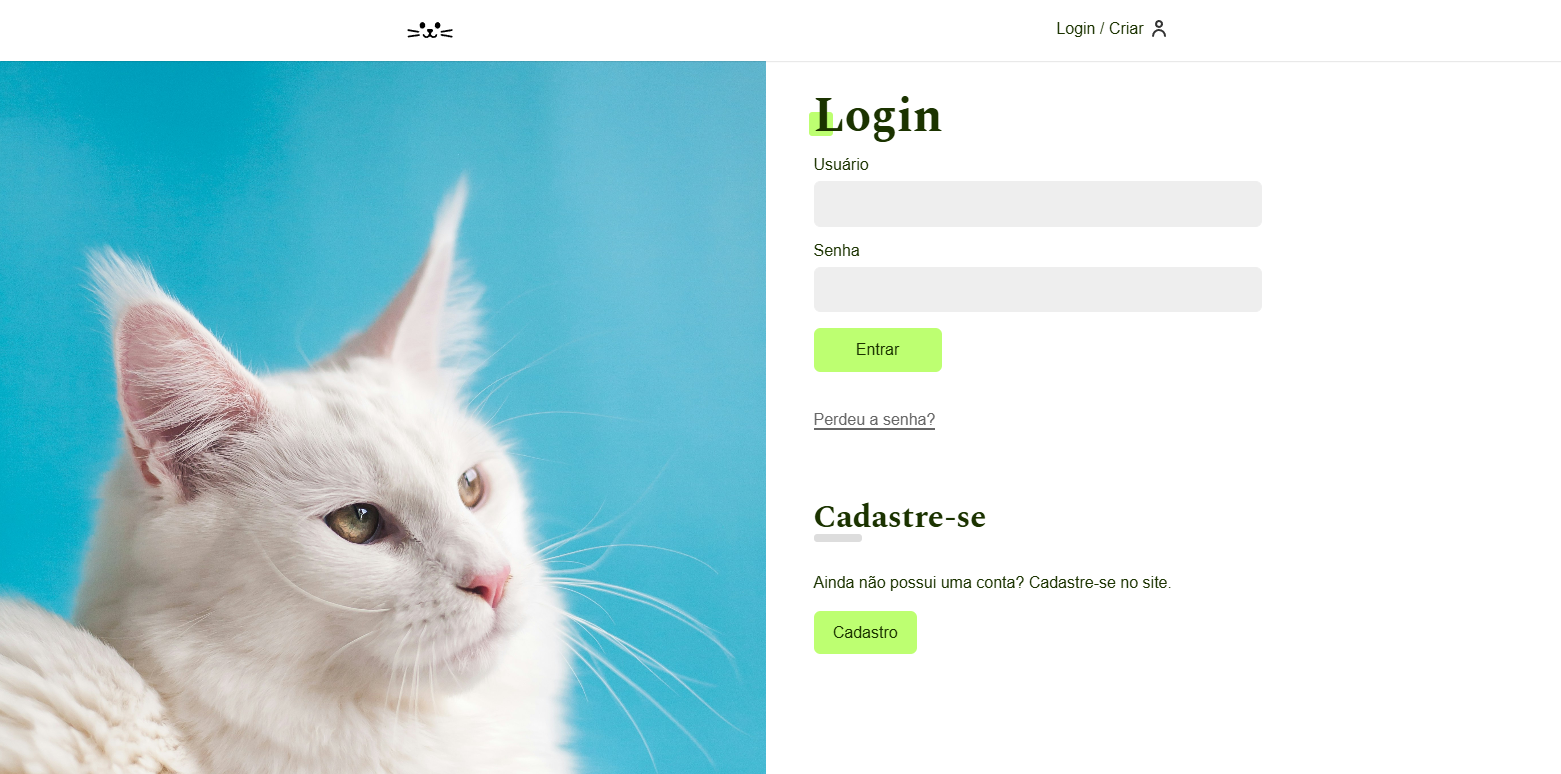 Login / Criar
Login
Usuário
Senha
Entrar
Perdeu a senha?
Cadastre-se
Ainda não possui uma conta? Cadastre-se no site.
Cadastro